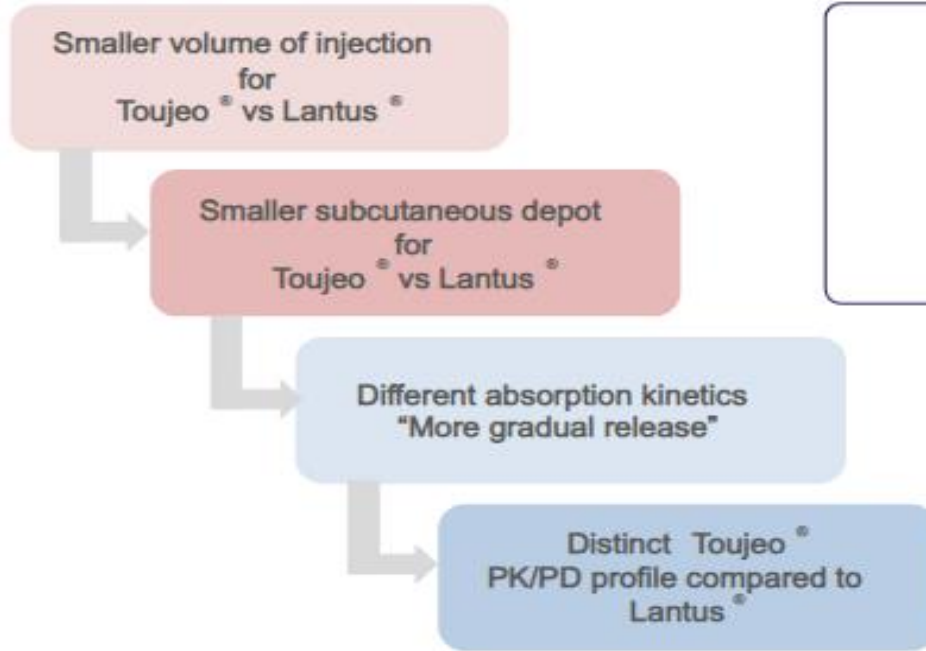 Smaller volume of injection
for
Toujeo ® vs Lantus ®
Smaller subcutaneous depot
for
Toujeo ® vs Lantus ®
Different absorption kinetics
“More gradual release”
Distinct Toujeo ®
PK/PD profile compared to
Lantus ®